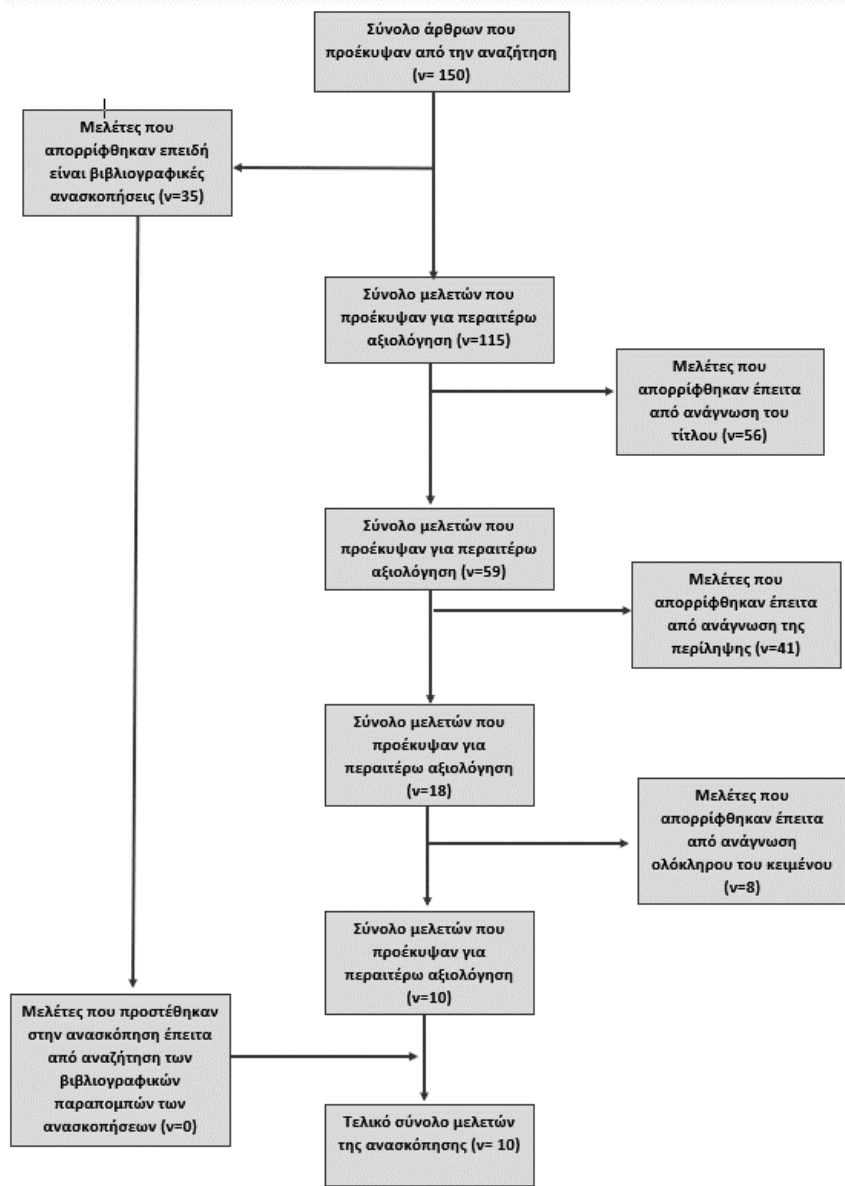 Σύνολο άρθρων που
προέκυψαν από την αναζήτηση
(ν= 150)
Μελέτες που
απορρίφθηκαν επειδή
είναι βιβλιογραφικές
ανασκοπήσεις (ν=35)
Σύνολο μελετών που
προέκυψαν για περαιτέρω
αξιολόγηση (ν=115)
Μελέτες που
απορρίφθηκαν έπειτα
από ανάγνωση του
τίτλου (ν=56)
Σύνολο μελετών που
προέκυψαν για περαιτέρω
αξιολόγηση (ν=59)
Μελέτες που
απορρίφθηκαν έπειτα
από ανάγνωση της
περίληψης (ν=41)
Σύνολο μελετών που
προέκυψαν για
περαιτέρω αξιολόγηση
(ν=18)
Μελέτες που
απορρίφθηκαν έπειτα
από ανάγνωση
ολόκληρου του κειμένου
(ν=8)
Σύνολο μελετών που
προέκυψαν για
περαιτέρω αξιολόγηση
(ν=10)
Μελέτες που προστέθηκαν
στην ανασκόπηση έπειτα
από αναζήτηση των
βιβλιογραφικών
παραπομπών των
ανασκοπήσεων (ν=0)
Τελικό σύνολο μελετών
της ανασκόπησης (ν= 10)